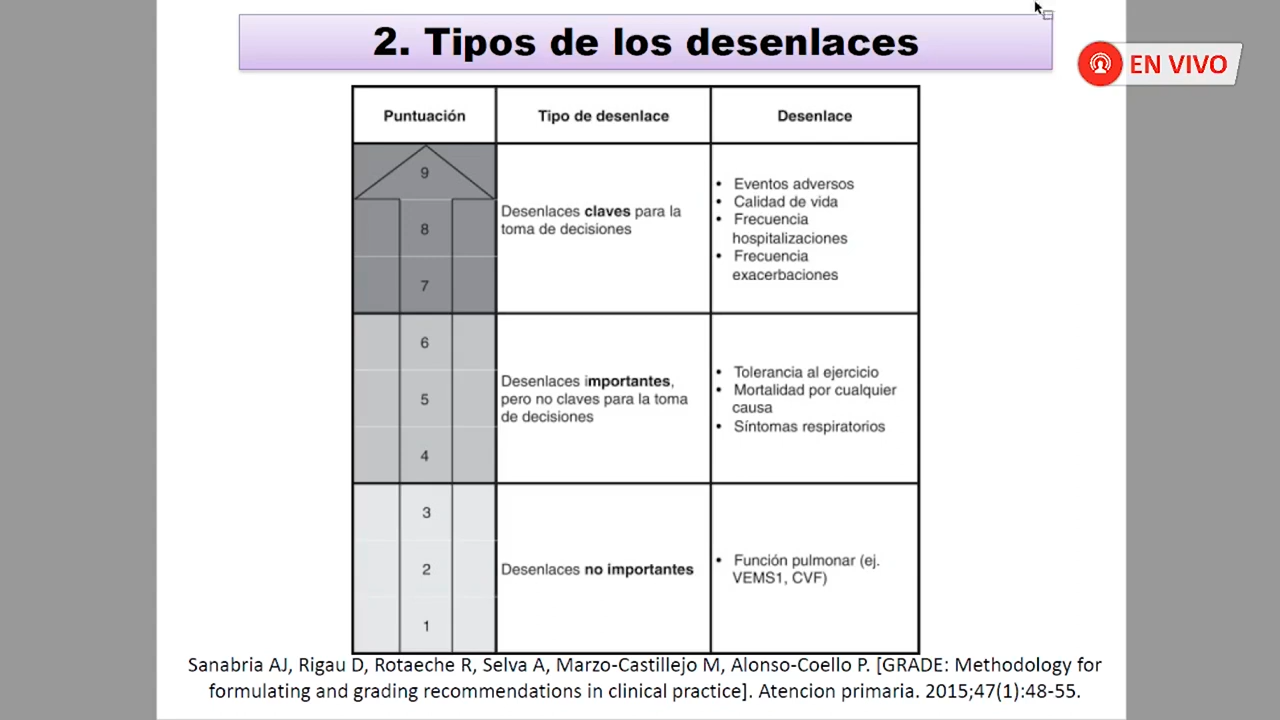 2. Tipos de los desenlaces
EN VIVO
Puntuación
Tipo de desenlace
Desenlace
9
8
7
Desenlaces claves para la
toma de decisiones
• Eventos adversos
• Calidad de vida
• Frecuencia
hospitalizaciones
• Frecuencia
exacerbaciones
6
5
4
Desenlaces importantes,
pero no claves para la toma
de decisiones
• Tolerancia al ejercicio
• Mortalidad por cualquier
causa
• Síntomas respiratorios
3
2
1
Desenlaces no importantes
• Función pulmonar (ej.
VEMS1, CVF)
Sanabria AJ, Rigau D, Rotaeche R, Selva A, Marzo-Castillejo M, Alonso-Coello P. [GRADE: Methodology for
formulating and grading recommendations in clinical practice]. Atencion primaria. 2015;47(1):48-55.